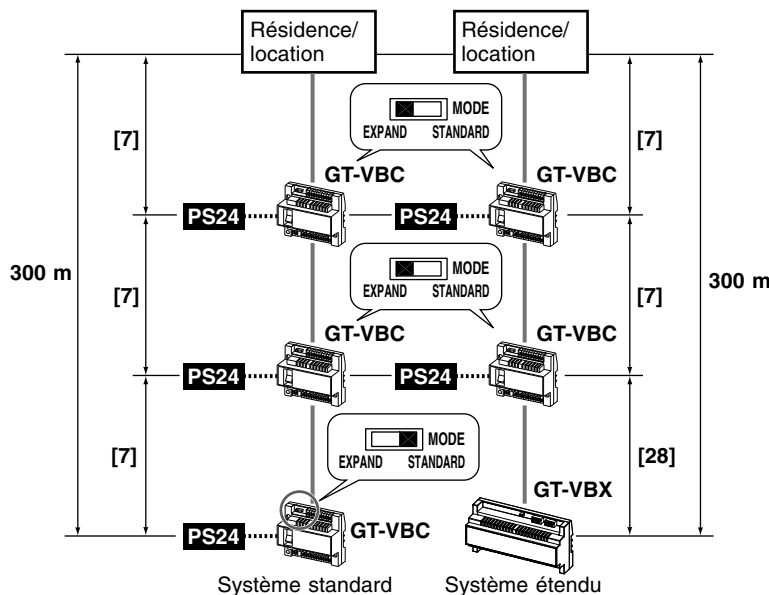 Résidence/
location
Résidence/
location
MODE
EXPAND STANDARD
[7]
[7]
GT-VBC
GT-VBC
PS24
PS24
MODE
EXPAND STANDARD
300 m
300 m
[7]
[7]
GT-VBC
GT-VBC
PS24
PS24
MODE
EXPAND STANDARD
[7]
[28]
GT-VBX
PS24
GT-VBC
Système standard
Système étendu